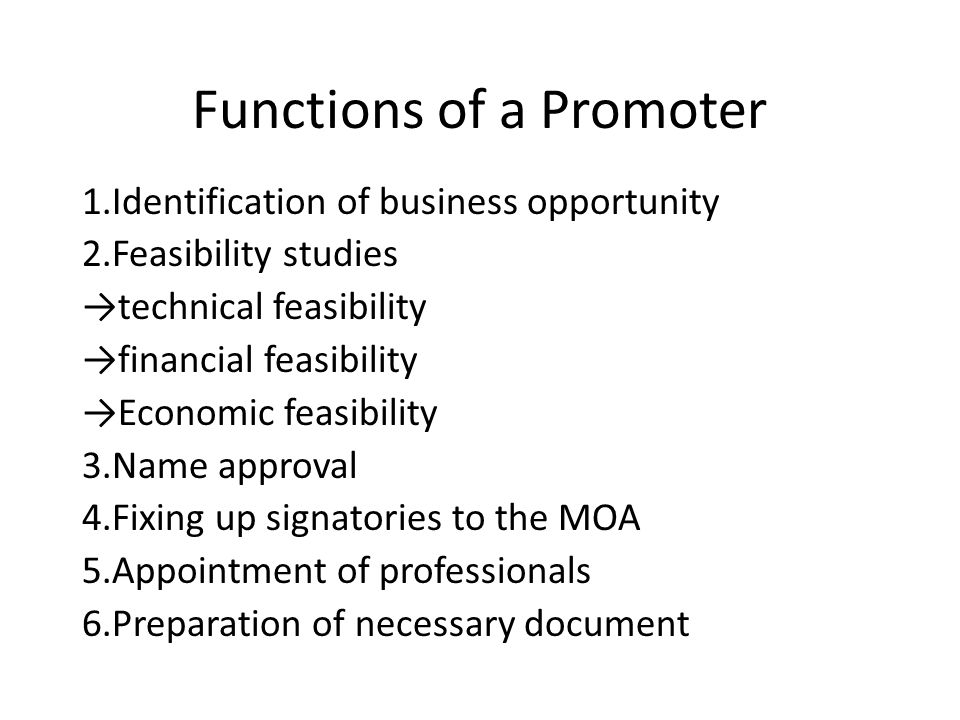 Functions of a Promoter
1.Identification of business opportunity
2.Feasibility studies
→technical feasibility
→financial feasibility
→Economic feasibility
3.Name approval
4.Fixing up signatories to the MOA
5.Appointment of professionals
6.Preparation of necessary document